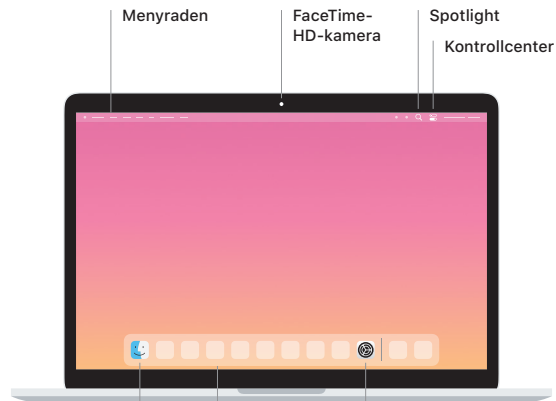 Menyraden
FaceTime-
HD-kamera
Spotlight
Kontrollcenter